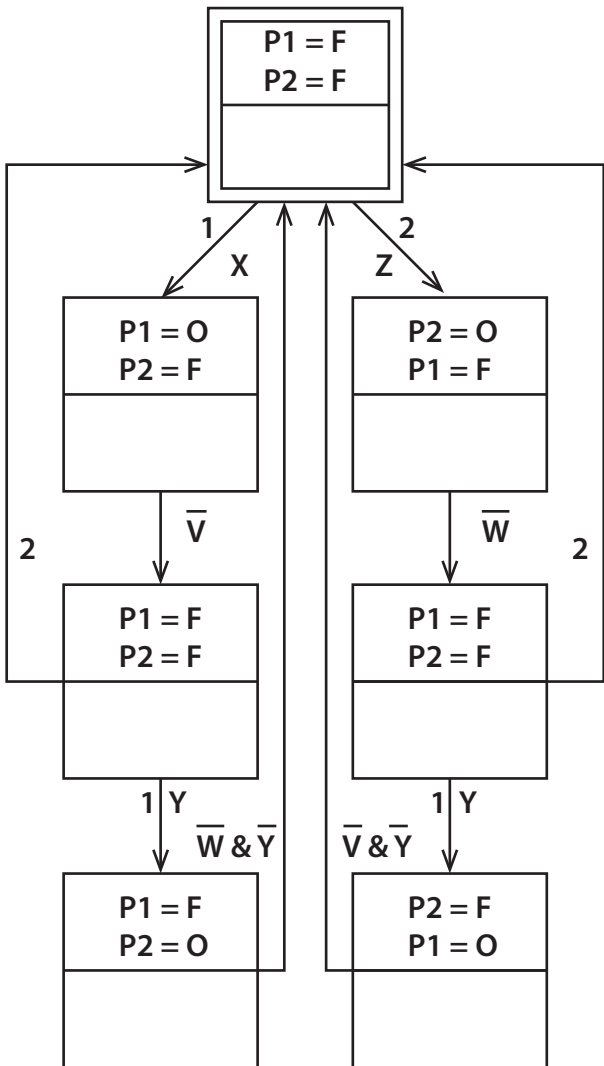 P1 = F
P2 = F
1
2
X
Z
P1 = O
P2 = F
P2 = O
P1 = F
V̅
W̅
2
2
P1 = F
P2 = F
P1 = F
P2 = F
1 Y
1 Y
W̅ & Y̅
V̅ & Y̅
P1 = F
P2 = O
P2 = F
P1 = O